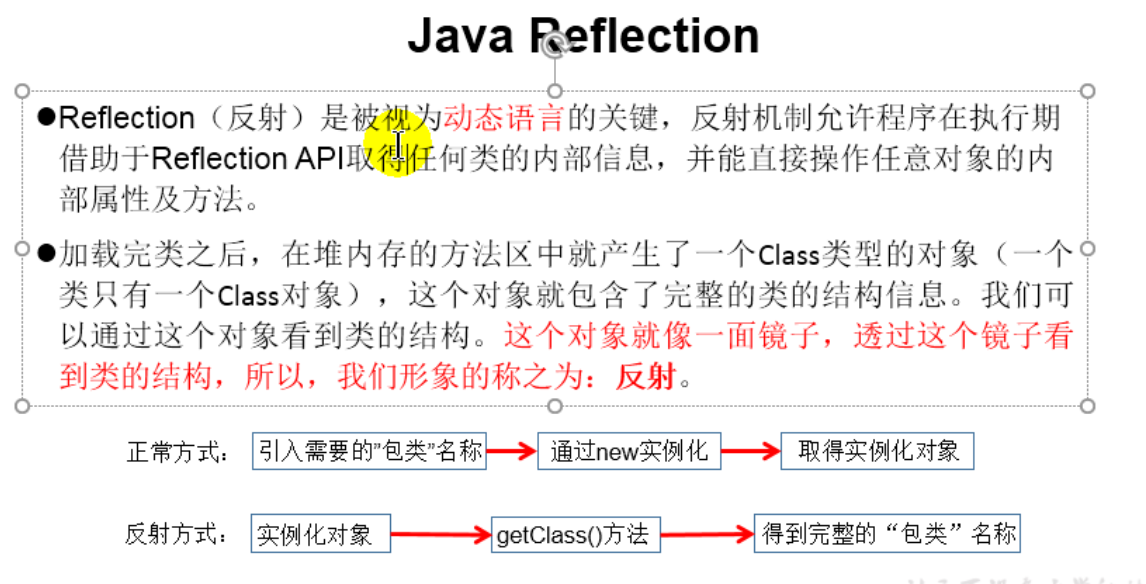 Java Reflection
●Reflection（反射）是被视为动态语言的关键，反射机制允许程序在执行期
借助于Reflection API取得任何类的内部信息，并能直接操作任意对象的内
部属性及方法。
●加载完类之后，在堆内存的方法区中就产生了一个Class类型的对象（一个
类只有一个Class对象），这个对象就包含了完整的类的结构信息。我们可
以通过这个对象看到类的结构。这个对象就像一面镜子，透过这个镜子看
到类的结构，所以，我们形象的称之为：反射。
正常方式： 引入需要的”包类”名称 通过new实例化 取得实例化对象
反射方式： 实例化对象 getClass()方法 得到完整的“包类”名称